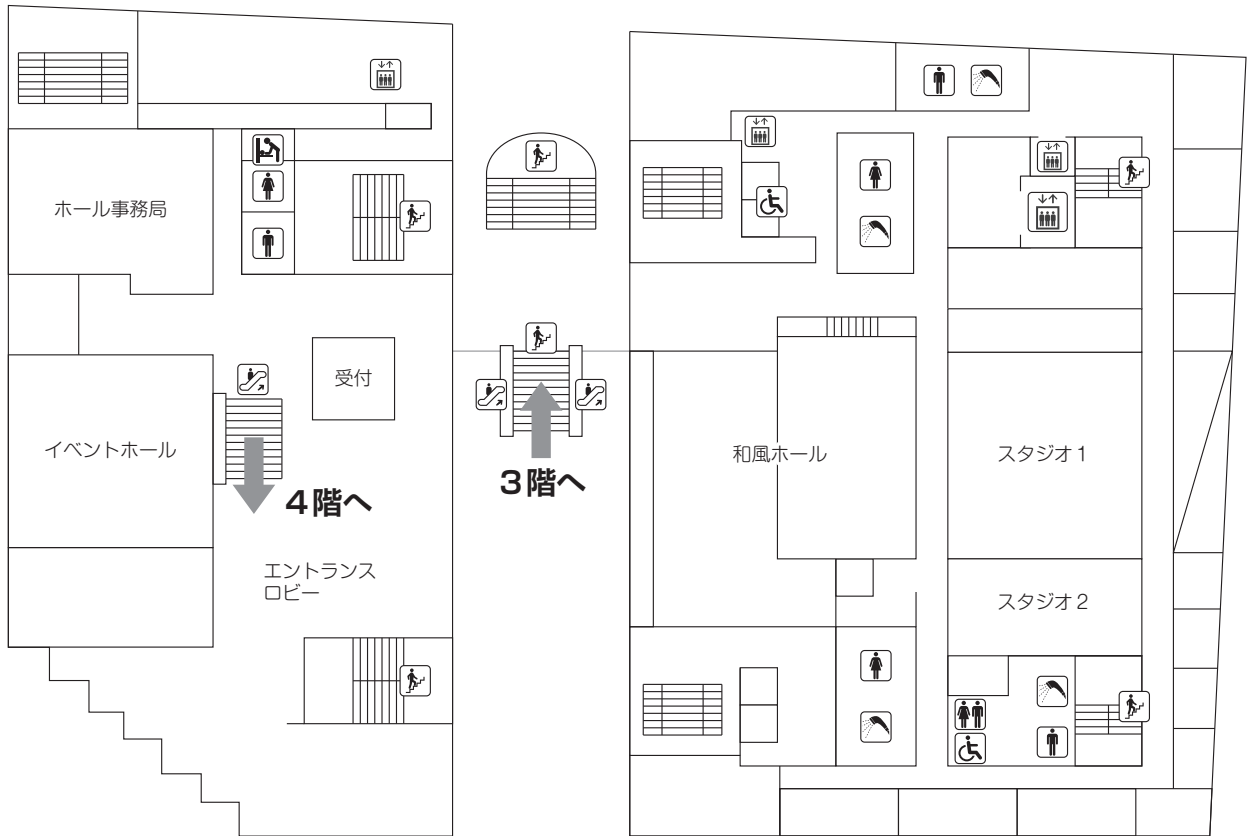 ホール事務局
受付
イベントホール
4階へ
エントランス
ロビー
3階へ
和風ホール
スタジオ1
スタジオ2